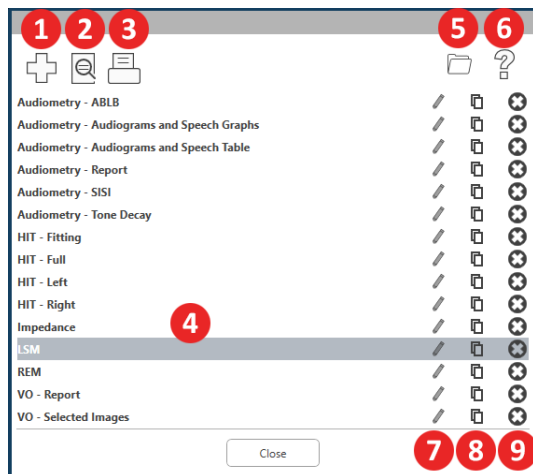 1 2 3 5 6
?
Audiometry - ABLB
Audiometry - Audiograms and Speech Graphs
Audiometry - Audiograms and Speech Table
Audiometry - Report
Audiometry - SISI
Audiometry - Tone Decay
HIT - Fitting
HIT - Full
HIT - Left
HIT - Right
Impedance
4
LSM
REM
VO - Report
VO - Selected Images
Close
7 8 9